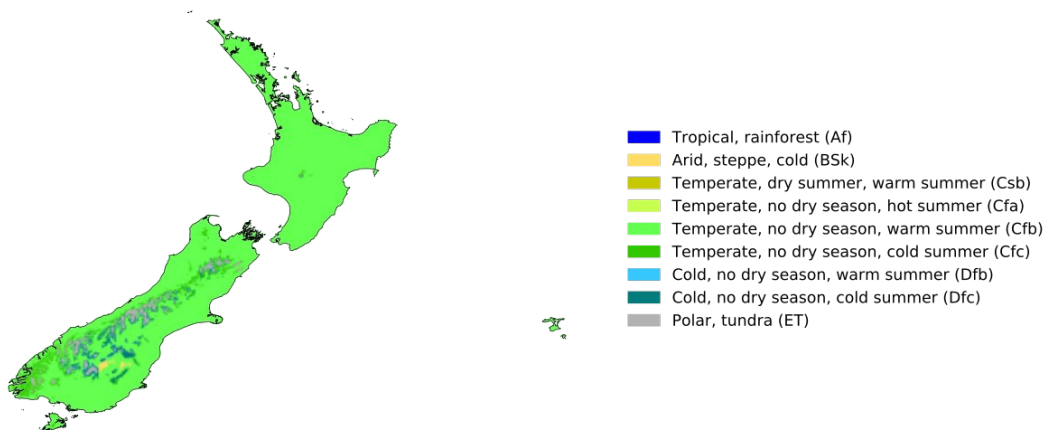 Tropical, rainforest (Af)
Arid, steppe, cold (BSk)
Temperate, dry summer, warm summer (Csb)
Temperate, no dry season, hot summer (Cfa)
Temperate, no dry season, warm summer (Cfb)
Temperate, no dry season, cold summer (Cfc)
Cold, no dry season, warm summer (Dfb)
Cold, no dry season, cold summer (Dfc)
Polar, tundra (ET)